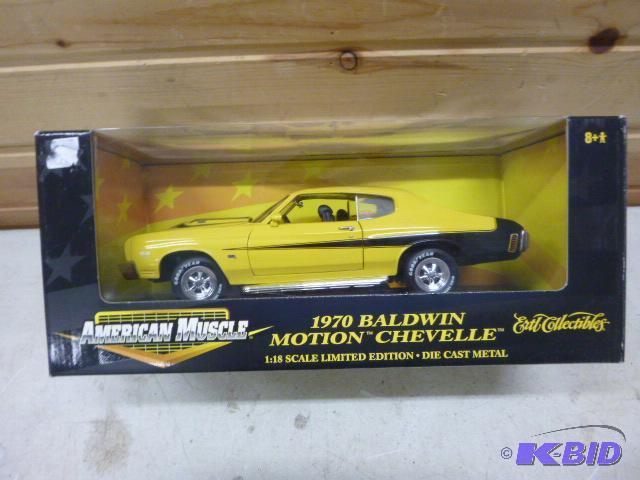 8+
GOODYEAR
GOODYEAR
AMERICAN MUSCLE™
1970 BALDWIN
MOTION™ CHEVELLE™
1:18 SCALE LIMITED EDITION • DIE CAST METAL
Ertl Collectibles
© K-BID